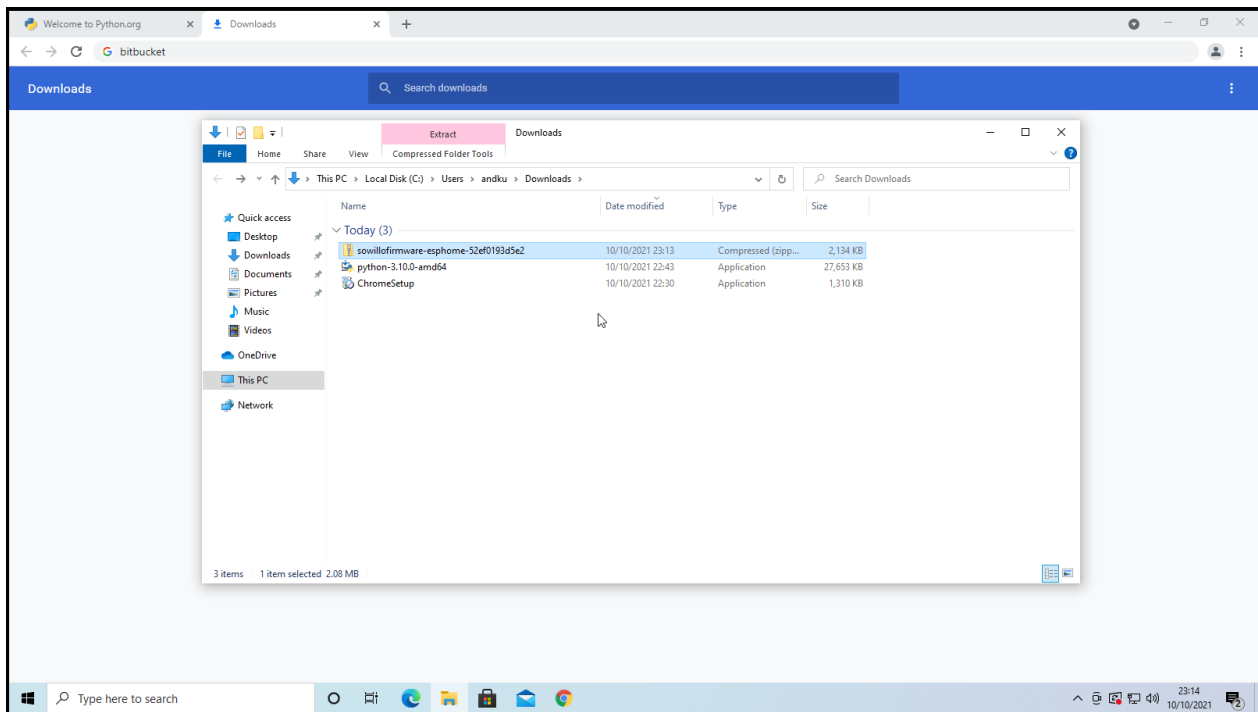 Welcome to Python.org
Downloads
bitbucket
Downloads
Search downloads
Extract
Downloads
File
Home
Share
View
Compressed Folder Tools
This PC > Local Disk (C:) > Users > andku > Downloads >
Search Downloads
Name
Date modified
Type
Size
Quick access
Desktop
Downloads
Documents
Pictures
Music
Videos
OneDrive
This PC
Network
Today (3)
sowillofirmware-esphome-52ef0193d5e2 10/10/2021 23:13 Compressed (zipp... 2,134 KB
python-3.10.0-amd64 10/10/2021 22:43 Application 27,653 KB
ChromeSetup 10/10/2021 22:30 Application 1,310 KB
3 items 1 item selected 2.08 MB
Type here to search
23:14
10/10/2021
2